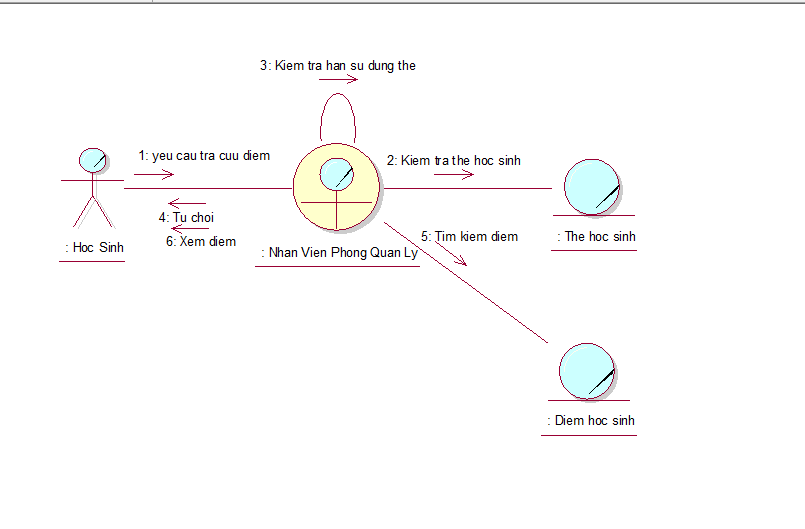 3: Kiem tra han su dung the
1: yeu cau tra cuu diem
2: Kiem tra the hoc sinh
4: Tu choi
6: Xem diem
5: Tim kiem diem
: Hoc Sinh
: Nhan Vien Phong Quan Ly
: The hoc sinh
: Diem hoc sinh